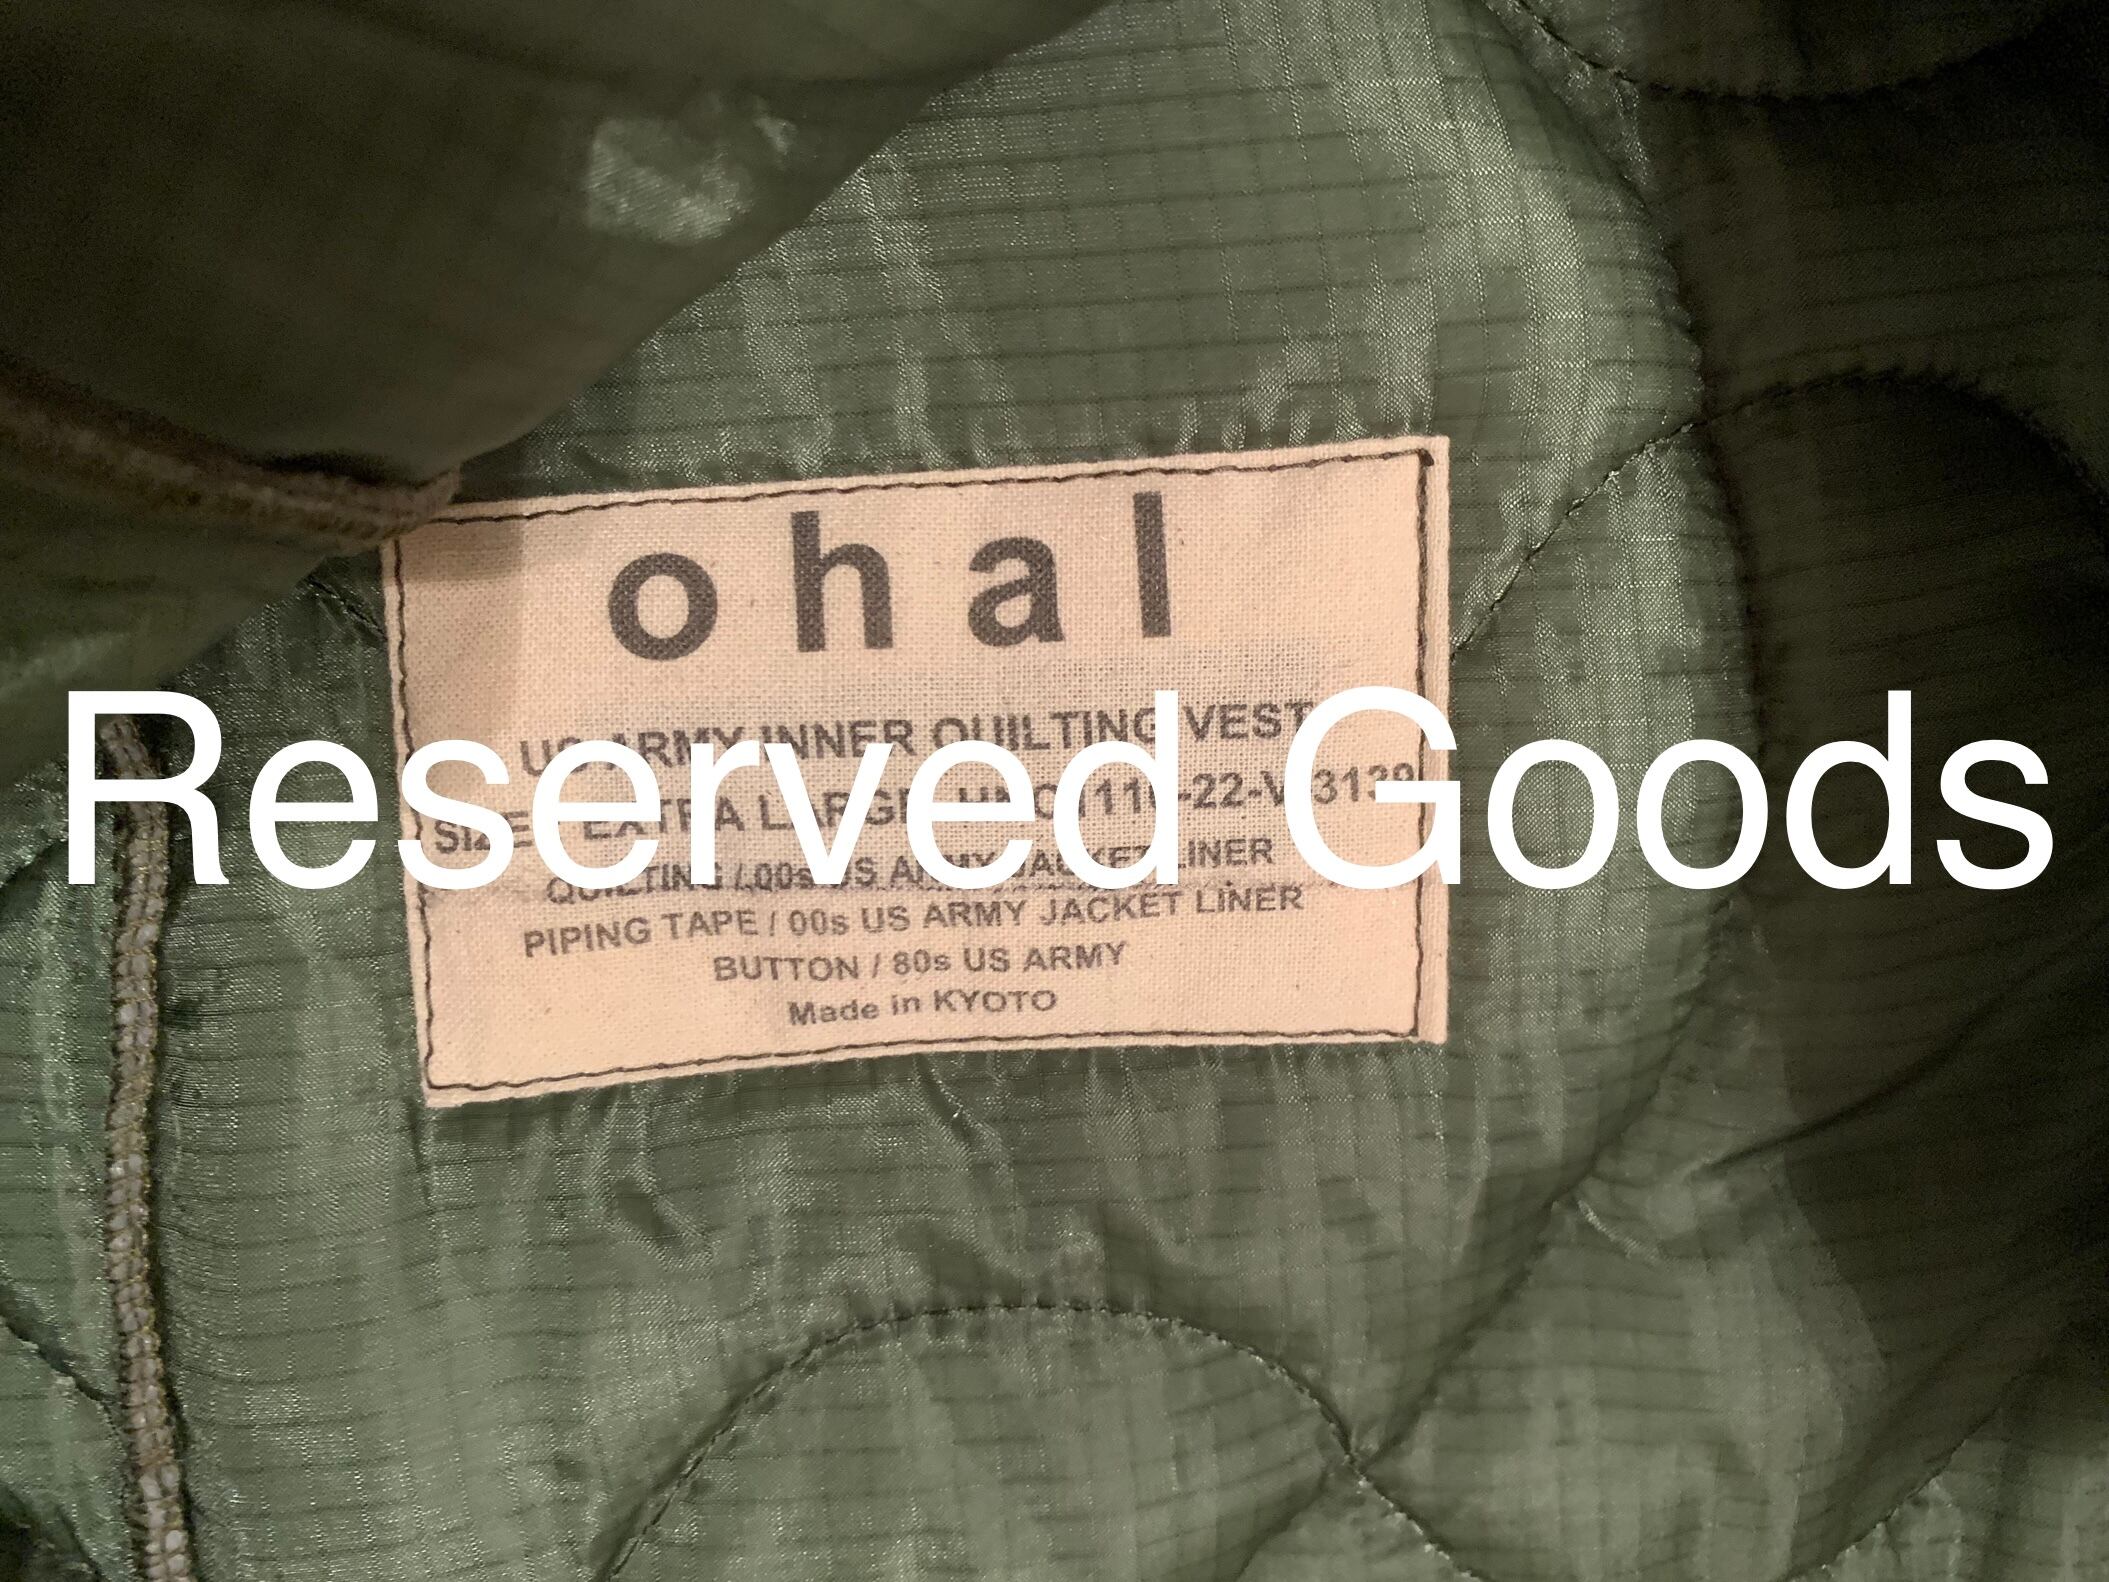 ohal
US ARMY INNER QUILTING VEST
SIZE EXTRA LARGE
Reserved Goods
QUILTING / 00s US ARMY JACKET LINER
PIPING TAPE / 00s US ARMY JACKET LINER
BUTTON / 80s US ARMY
Made in KYOTO